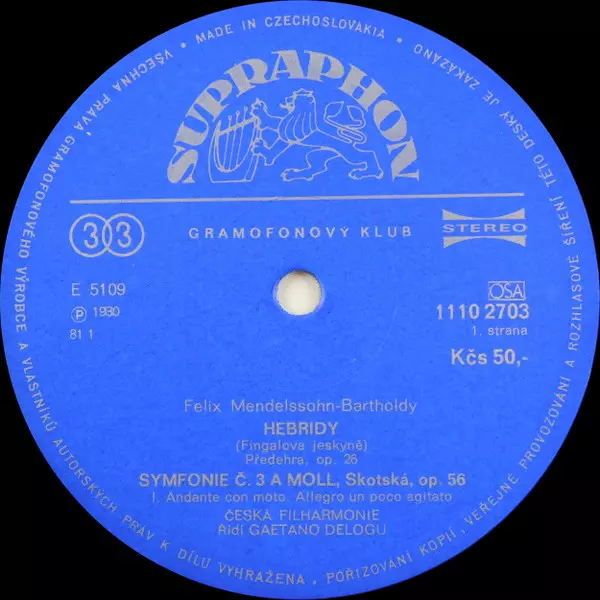 MADE IN CZECHOSLOVAKIA •
VŠECHNA PRÁVA GRAMOFONOVÉHO VÝROBCE A VLASTNÍKŮ AUTORSKÝCH PRÁV K DÍLU VYHRAŽENA. POŘIZOVÁNÍ KOPIÍ, VEŘEJNÉ PROVOZOVÁNÍ A ROZHLASOVÉ ŠÍŘENÍ TÉTO DESKY JE ZAKÁZÁNO
SUPRAPHON
33
GRAMOFONOVÝ KLUB
STEREO
E 5109
Ⓟ 1930
81 1
OSA
1110 2703
1. strana
Kčs 50,-
Felix Mendelssohn-Bartholdy
HEBRIDY
(Fingalova jeskyně)
Předehra, op. 26
SYMFONIE Č. 3 A MOLL, Skotská, op. 56
I. Andante con moto. Allegro un poco agitato
ČESKÁ FILHARMONIE
Řídí GAETANO DELOGU